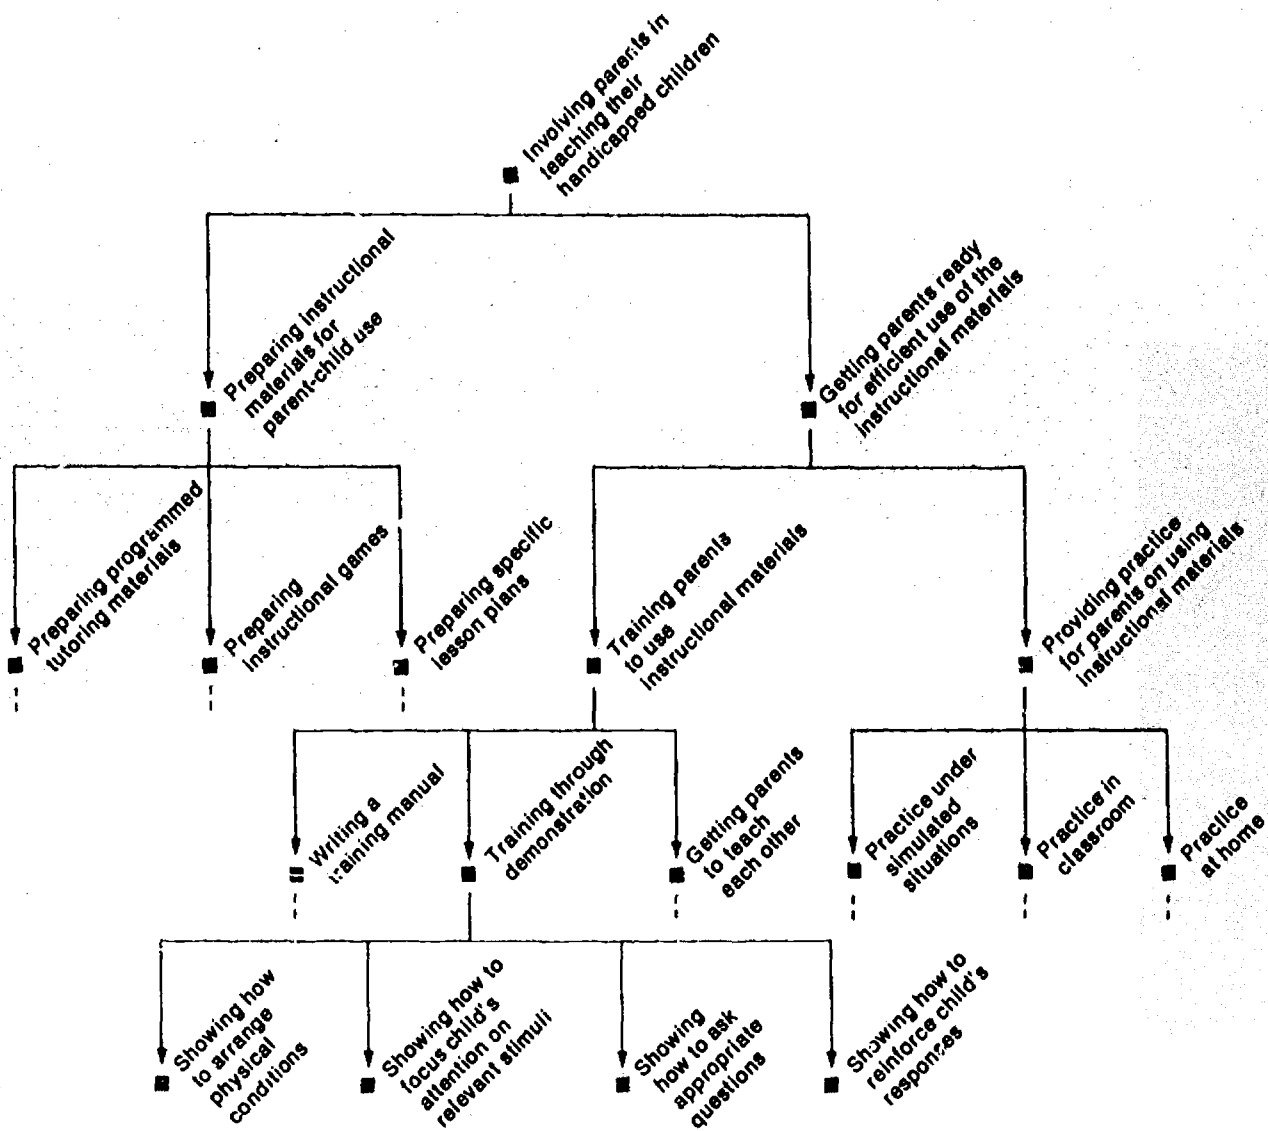 Involving parents in
teaching their
handicapped children
Preparing instructional
materials for
parent-child use
Getting parents ready
for efficient use of the
instructional materials
Preparing programmed
tutoring materials
Preparing
instructional games
Preparing specific
lesson plans
Training parents
to use
instructional materials
Providing practice
for parents on using
instructional materials
Writing a
training manual
Training through
demonstration
Getting parents
to teach
each other
Practice under
simulated
situations
Practice in
classroom
Practice
at home
Showing how
to arrange
physical
conditions
Showing how to
focus child's
attention on
relevant stimuli
Showing
how to ask
appropriate
questions
Showing how to
reinforce child's
responces